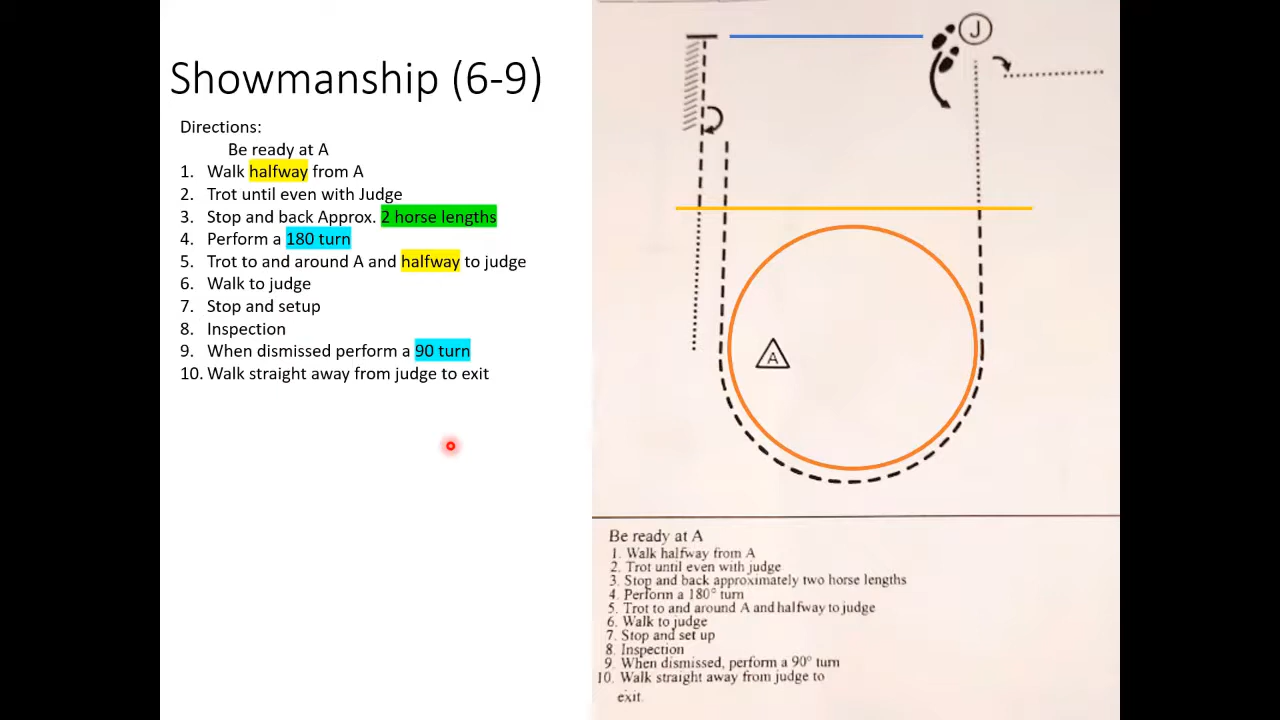 Showmanship (6-9)
Directions:
Be ready at A
1. Walk halfway from A
2. Trot until even with Judge
3. Stop and back Approx. 2 horse lengths
4. Perform a 180 turn
5. Trot to and around A and halfway to judge
6. Walk to judge
7. Stop and setup
8. Inspection
9. When dismissed perform a 90 turn
10. Walk straight away from judge to exit
J
A
Be ready at A
1. Walk halfway from A
2. Trot until even with judge
3. Stop and back approximately two horse lengths
4. Perform a 180° turn
5. Trot to and around A and halfway to judge
6. Walk to judge
7. Stop and set up
8. Inspection
9. When dismissed, perform a 90° turn
10. Walk straight away from judge to
exit.